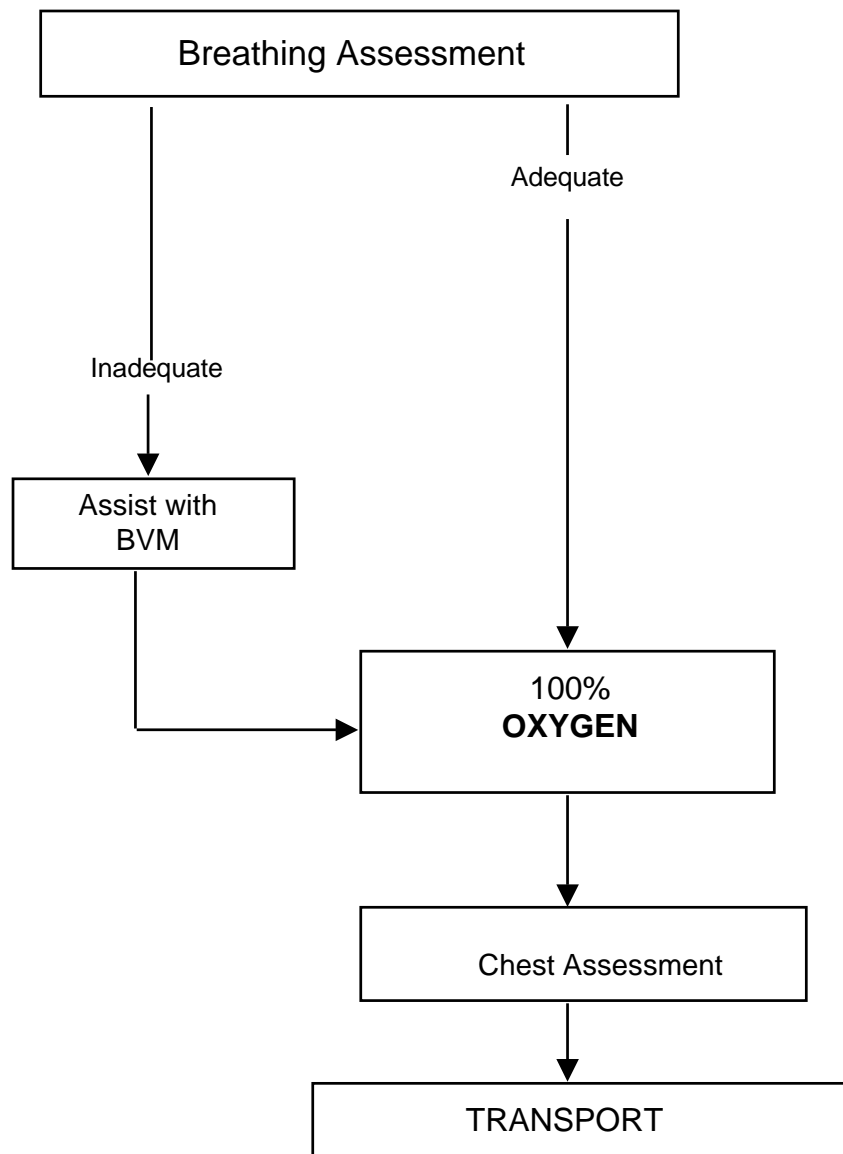 Breathing Assessment
Adequate
Inadequate
Assist with
BVM
100%
OXYGEN
Chest Assessment
TRANSPORT